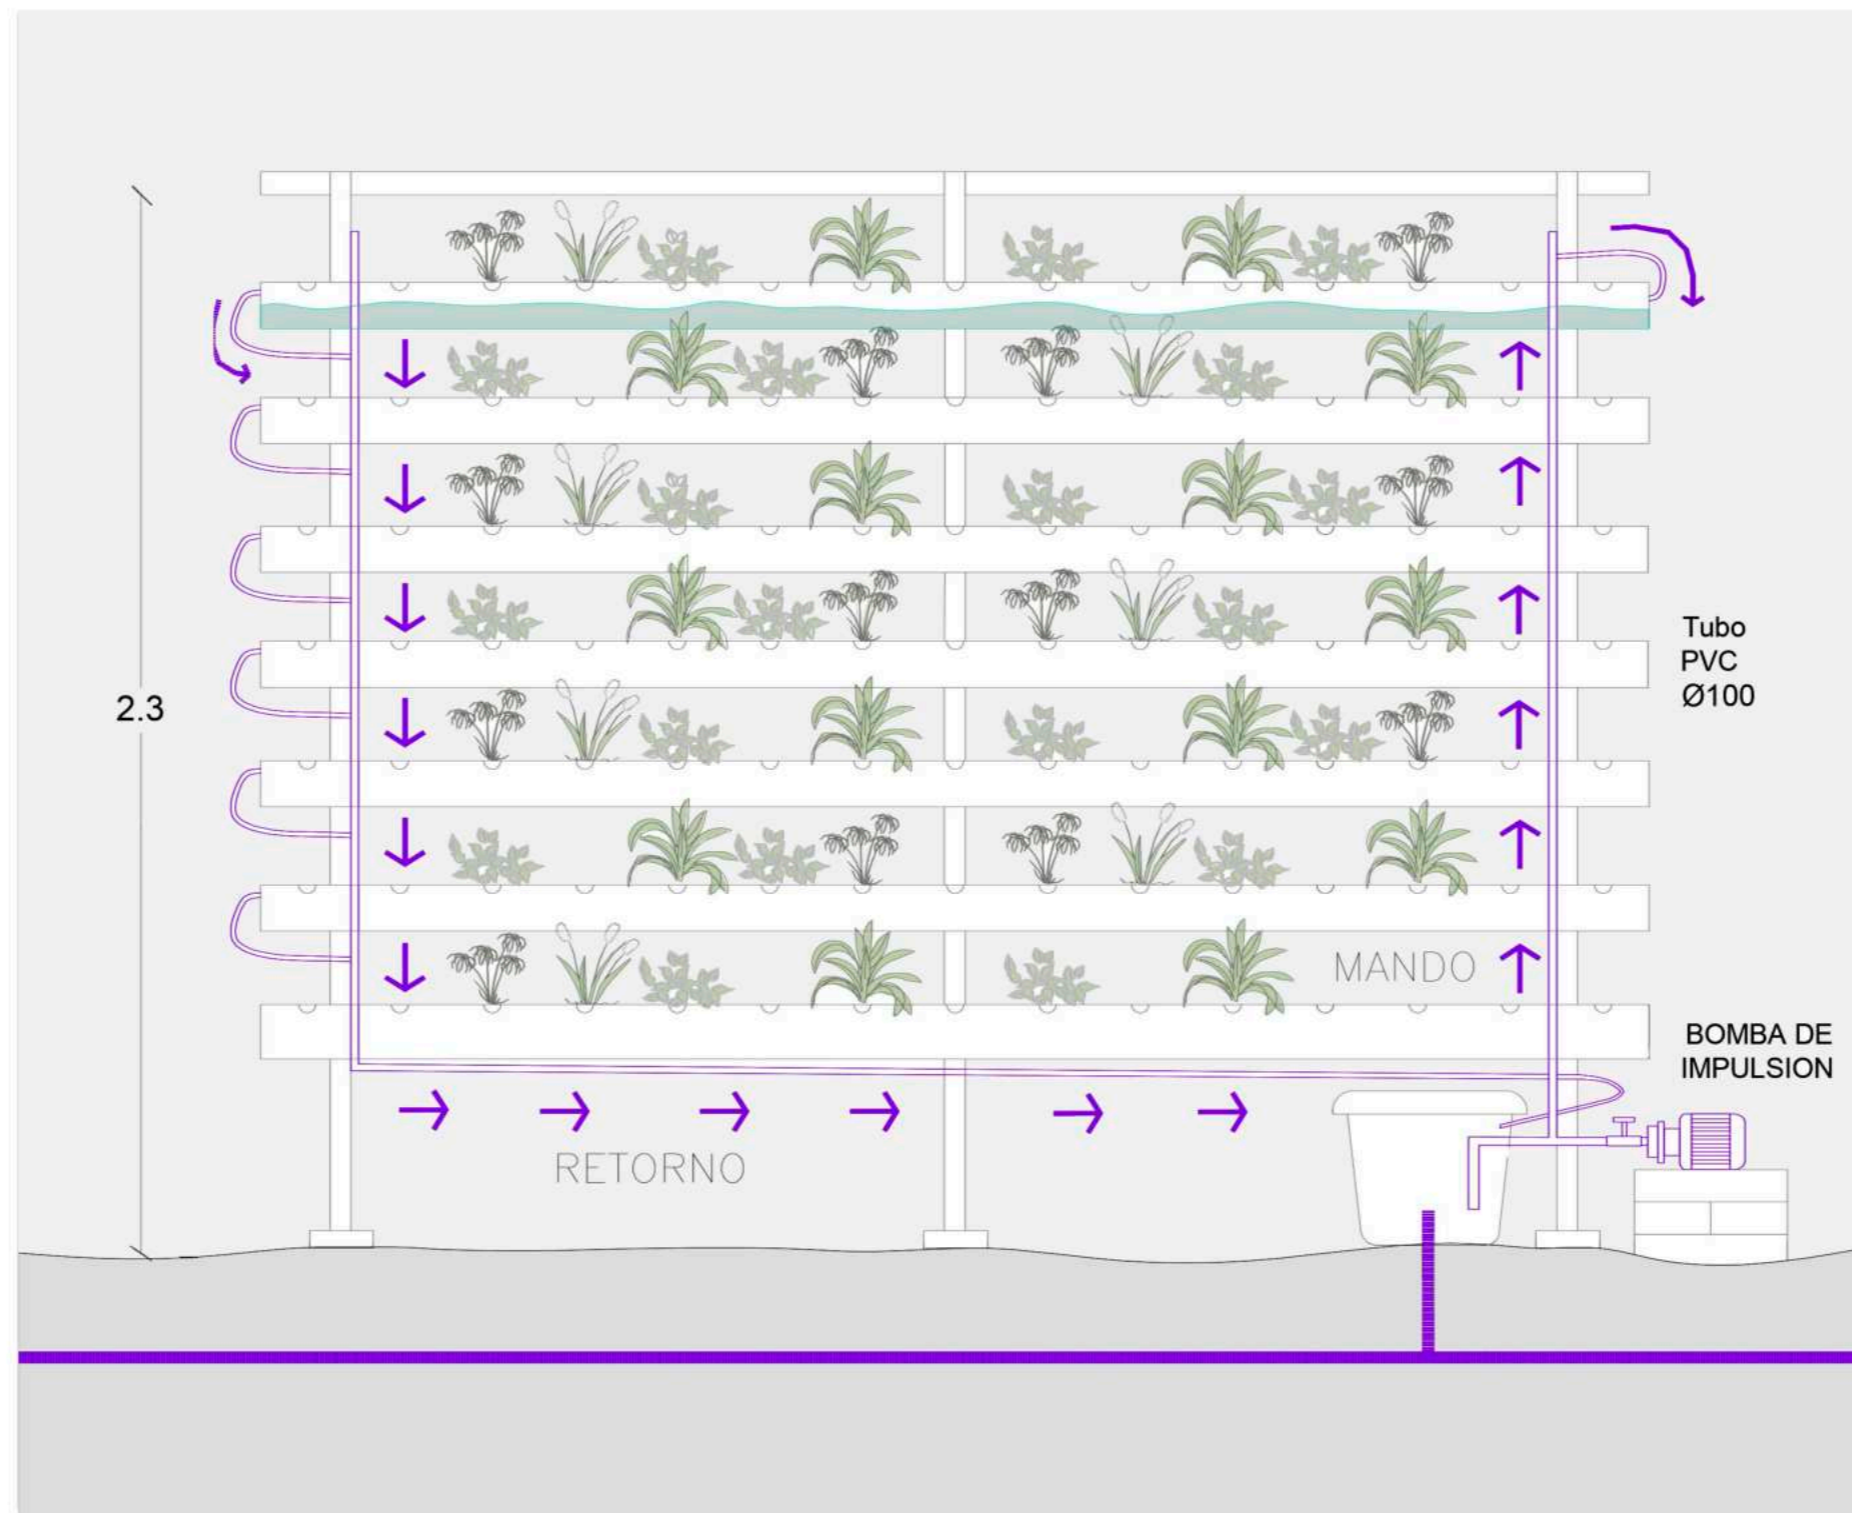 2.3
Tubo
PVC
Ø100
MANDO
BOMBA DE
IMPULSION
RETORNO